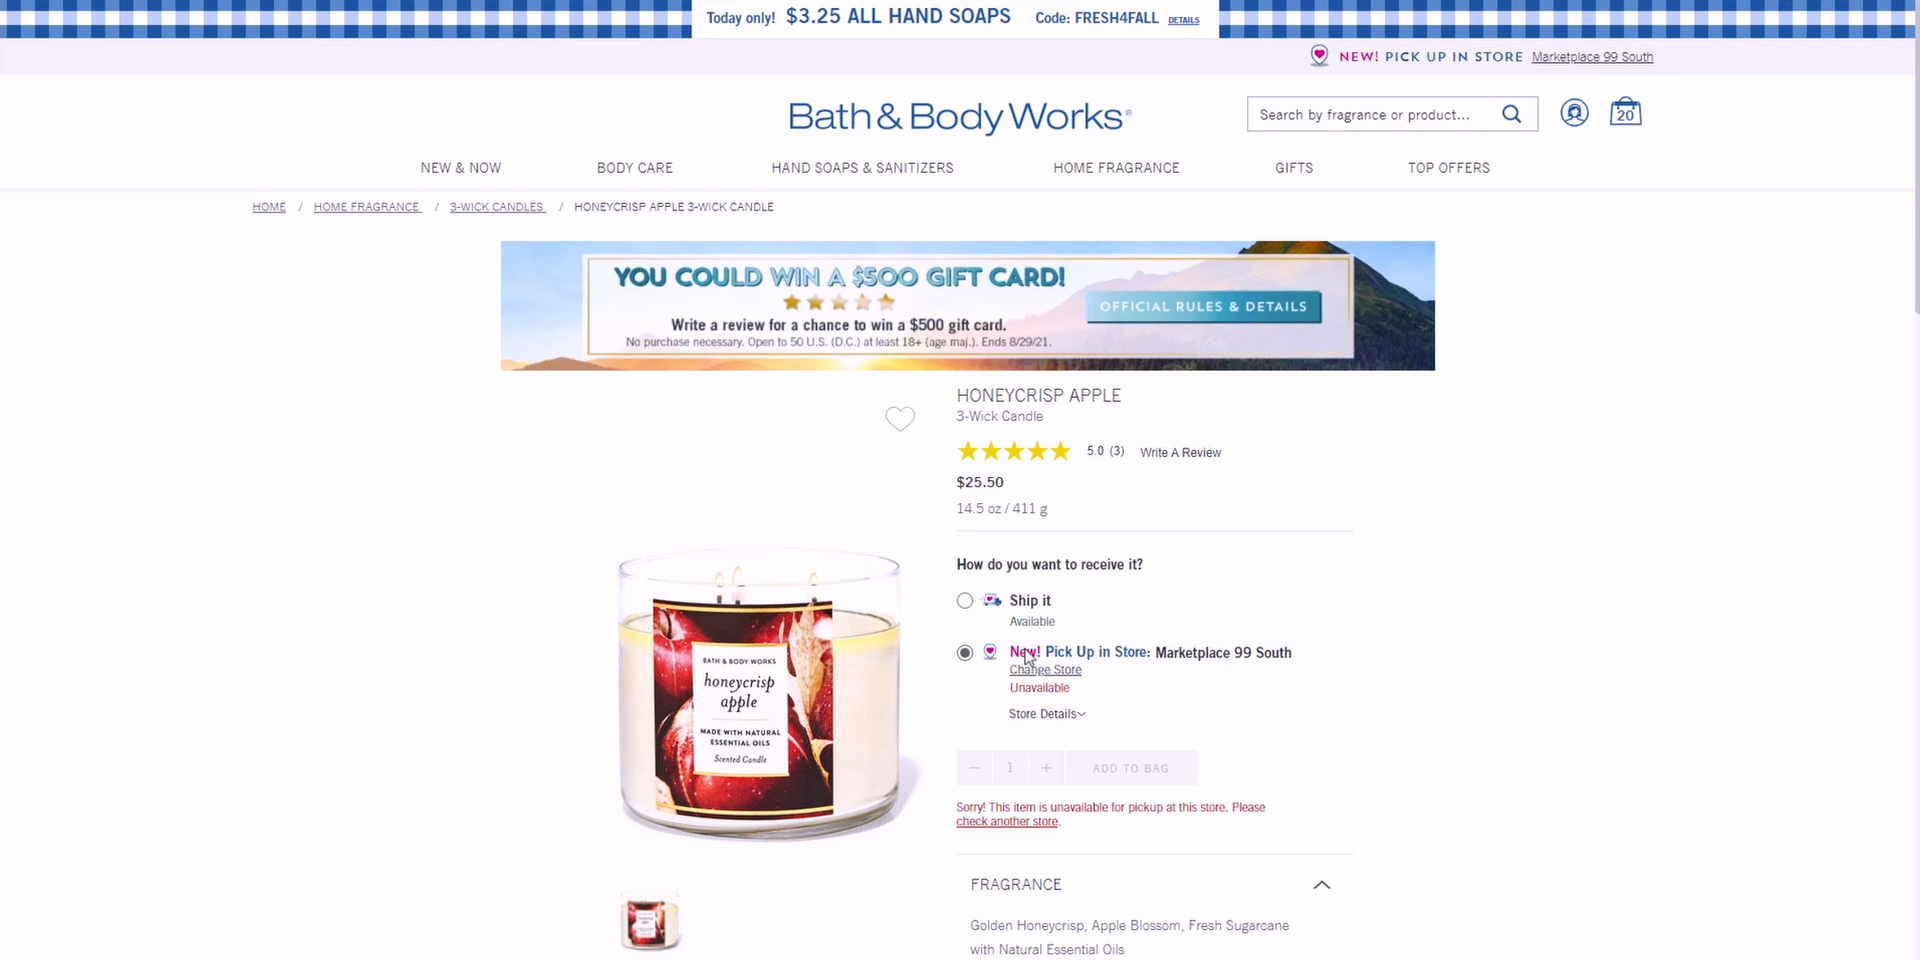 Today only! $3.25 ALL HAND SOAPS Code: FRESH4FALL DETAILS
NEW! PICK UP IN STORE Marketplace 99 South
Bath & Body Works®
Search by fragrance or product...
20
NEW & NOW BODY CARE HAND SOAPS & SANITIZERS HOME FRAGRANCE GIFTS TOP OFFERS
HOME / HOME FRAGRANCE / 3-WICK CANDLES / HONEYCRISP APPLE 3-WICK CANDLE
YOU COULD WIN A $500 GIFT CARD!
OFFICIAL RULES & DETAILS
Write a review for a chance to win a $500 gift card.
No purchase necessary. Open to 50 U.S. (D.C.) at least 18+ (age maj.). Ends 8/29/21.
HONEYCRISP APPLE
3-Wick Candle
5.0 (3) Write A Review
$25.50
14.5 oz / 411 g
How do you want to receive it?
Ship it
Available
New! Pick Up in Store: Marketplace 99 South
Change Store
Unavailable
Store Details
− 1 + ADD TO BAG
Sorry! This item is unavailable for pickup at this store. Please
check another store.
FRAGRANCE
Golden Honeycrisp, Apple Blossom, Fresh Sugarcane
with Natural Essential Oils
BATH & BODY WORKS
honeycrisp
apple
MADE WITH NATURAL
ESSENTIAL OILS
Scented Candle